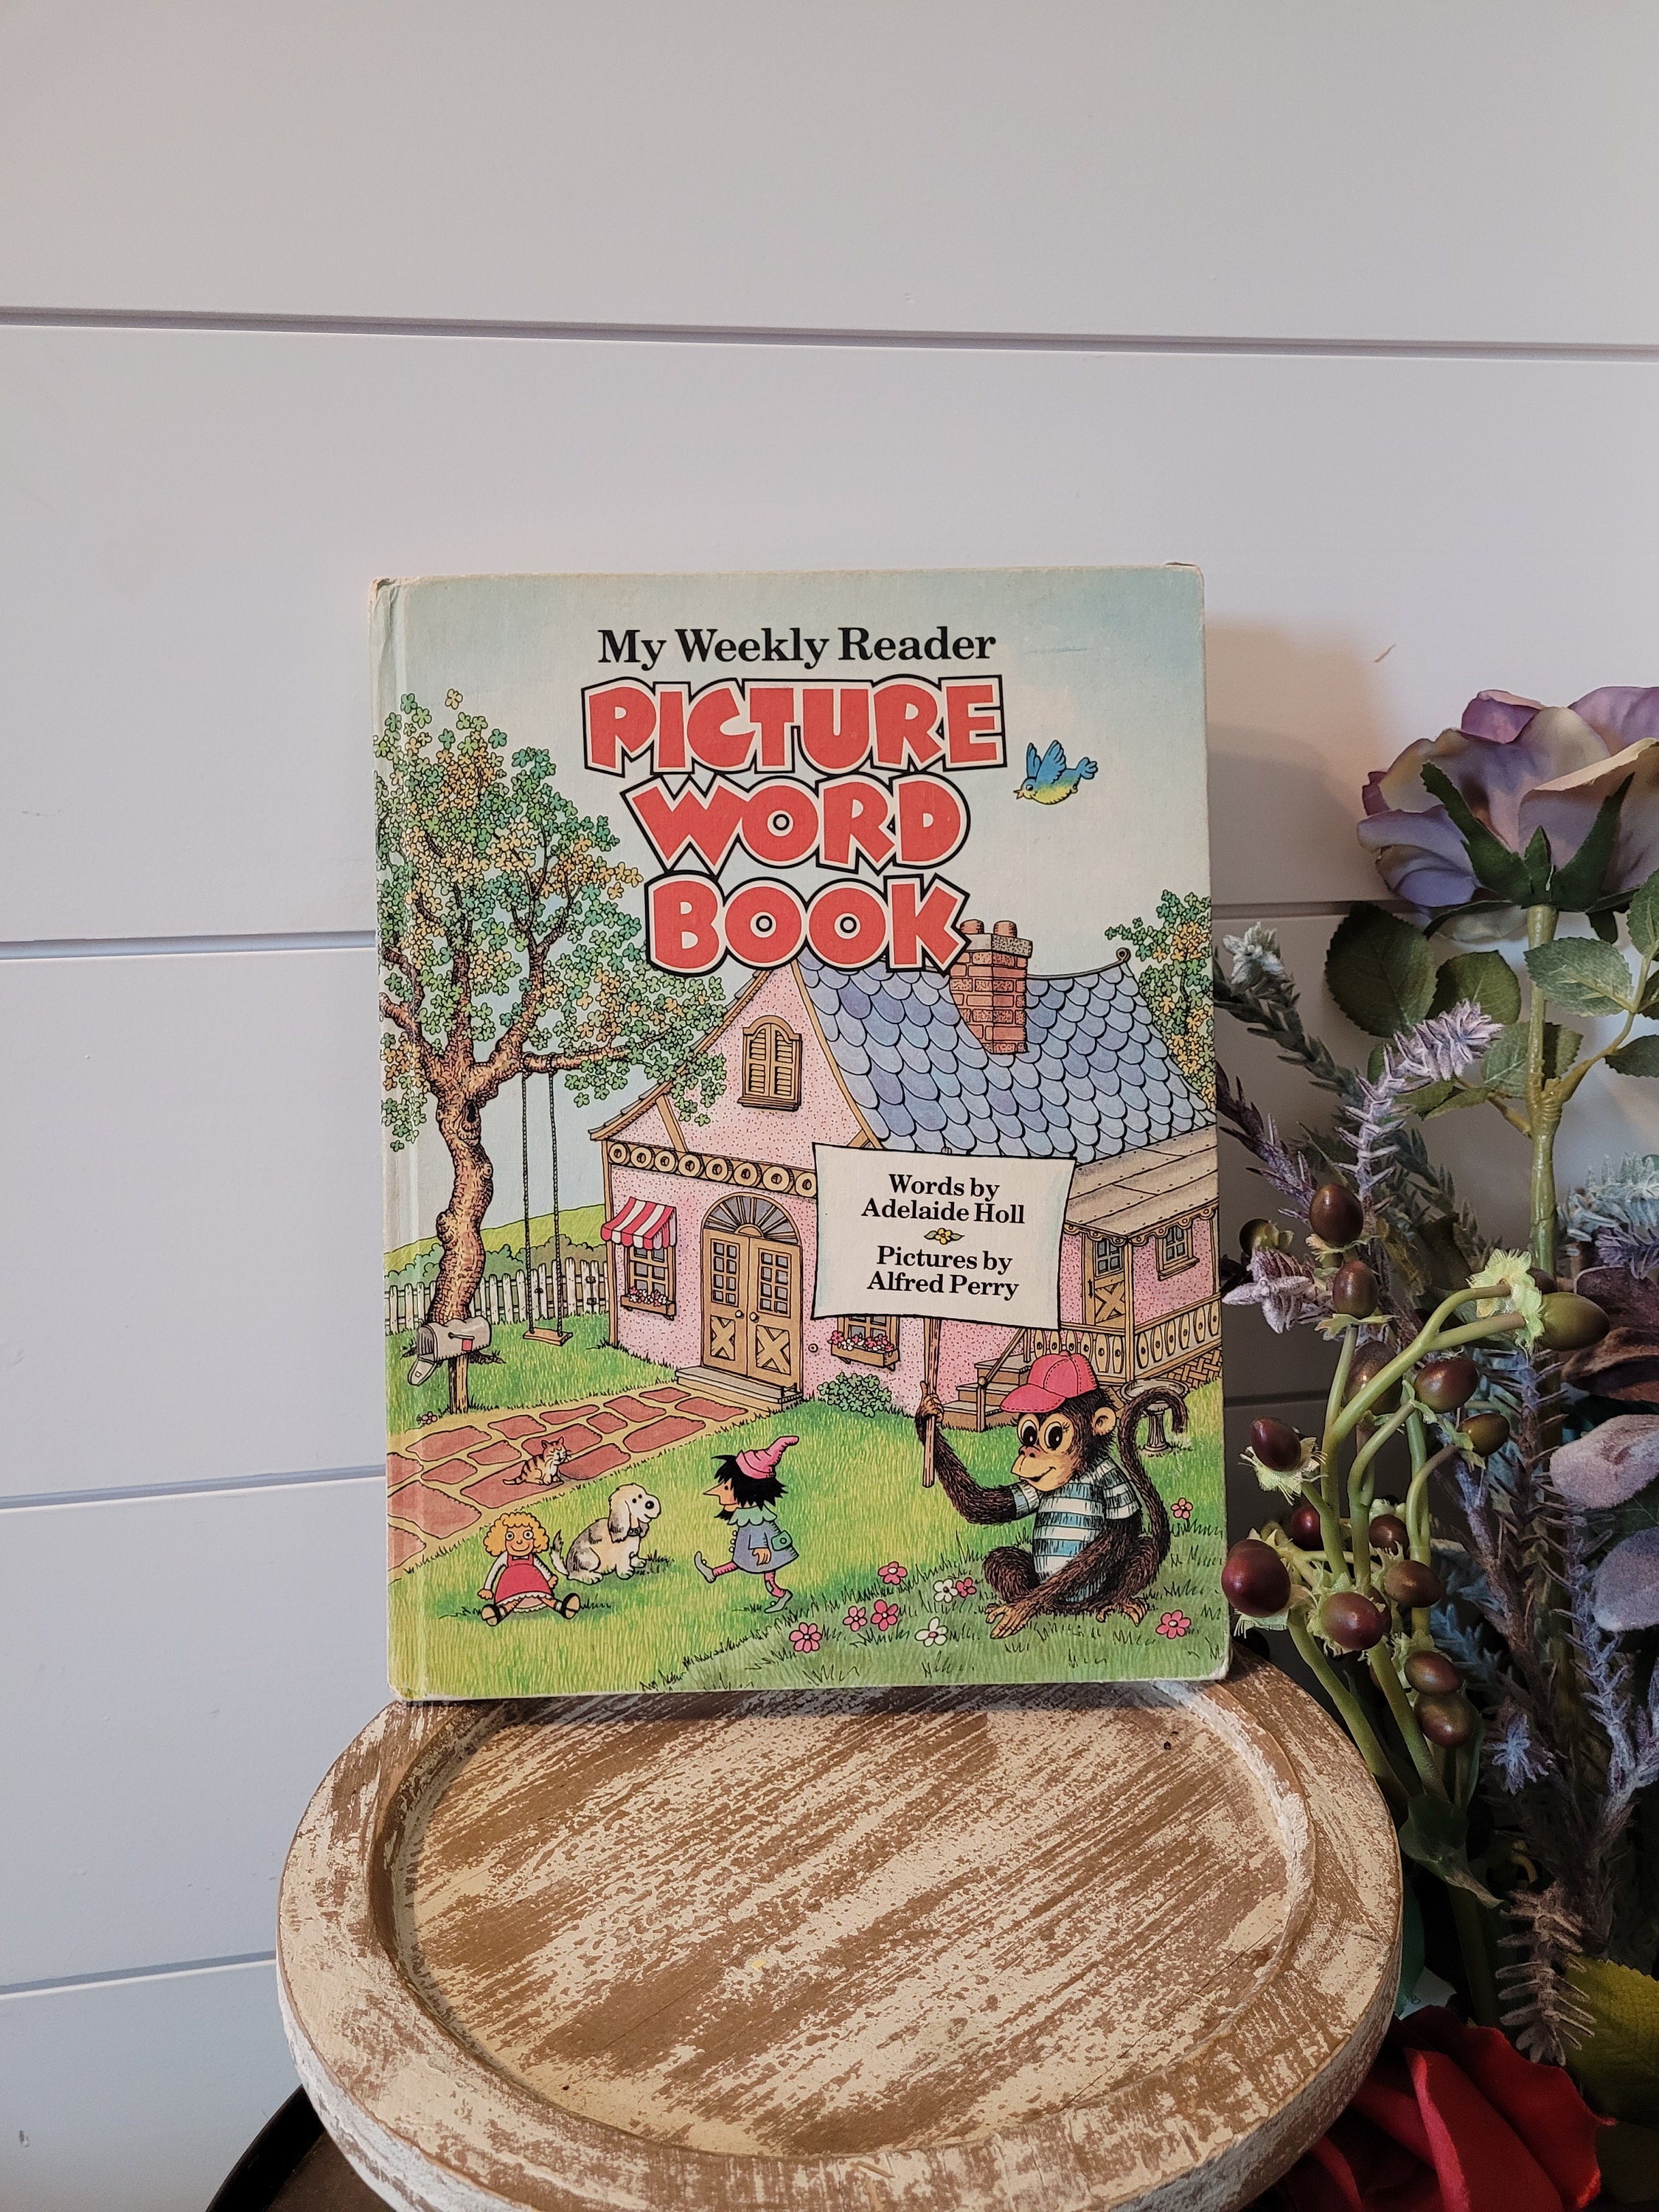 My Weekly Reader
PICTURE
WORD
BOOK
Words by
Adelaide Holl
Pictures by
Alfred Perry